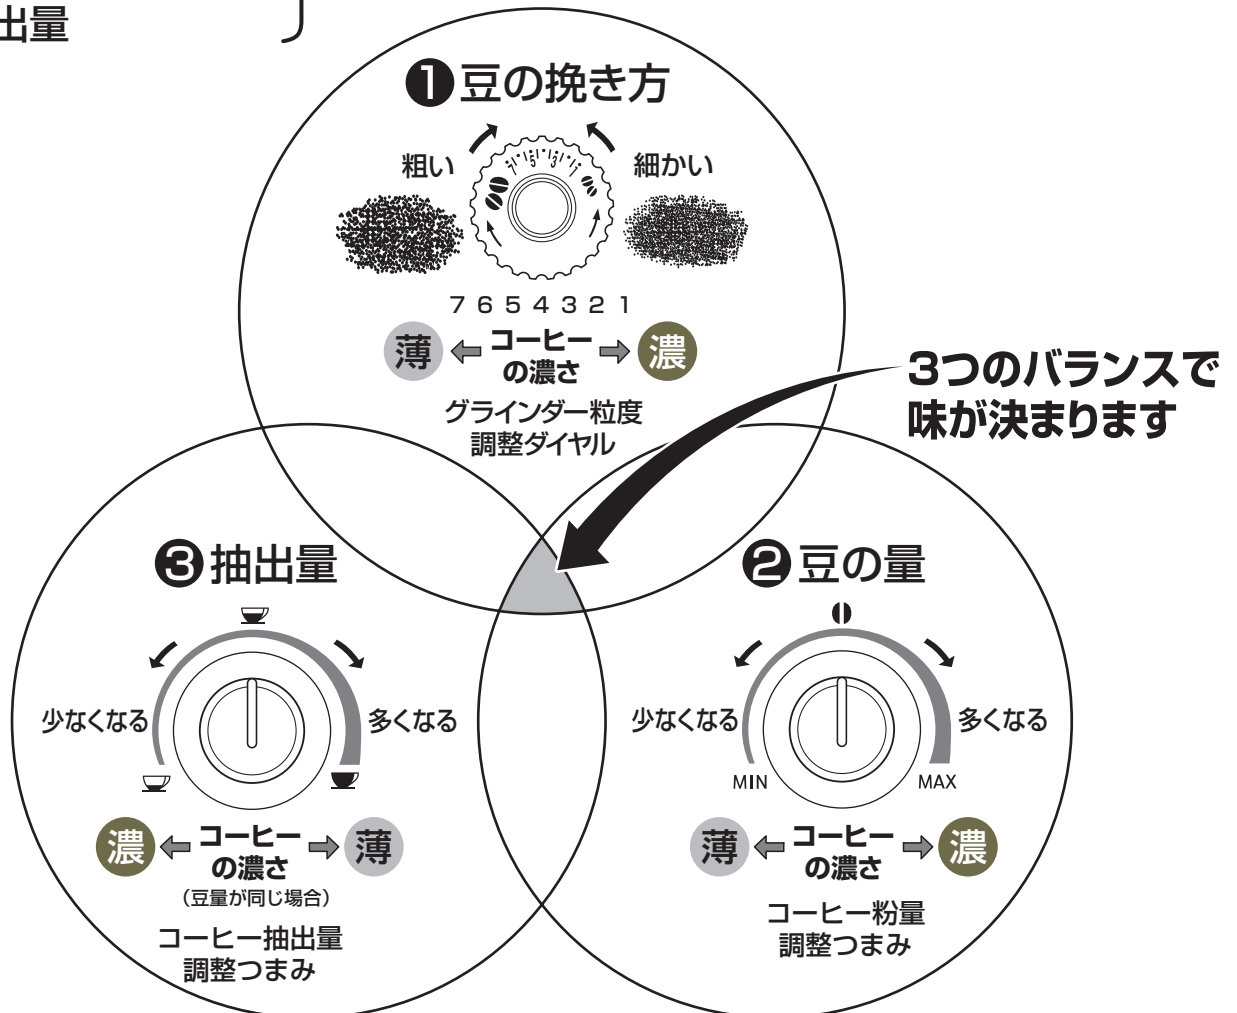 出量
❶豆の挽き方
粗い
細かい
7 5 3 1
7 6 5 4 3 2 1
薄
コーヒー
の濃さ
濃
グラインダー粒度
調整ダイヤル
3つのバランスで
味が決まります
❸抽出量
少なくなる
多くなる
濃
コーヒー
の濃さ
薄
(豆量が同じ場合)
コーヒー抽出量
調整つまみ
❷豆の量
少なくなる
多くなる
MIN
MAX
薄
コーヒー
の濃さ
濃
コーヒー粉量
調整つまみ